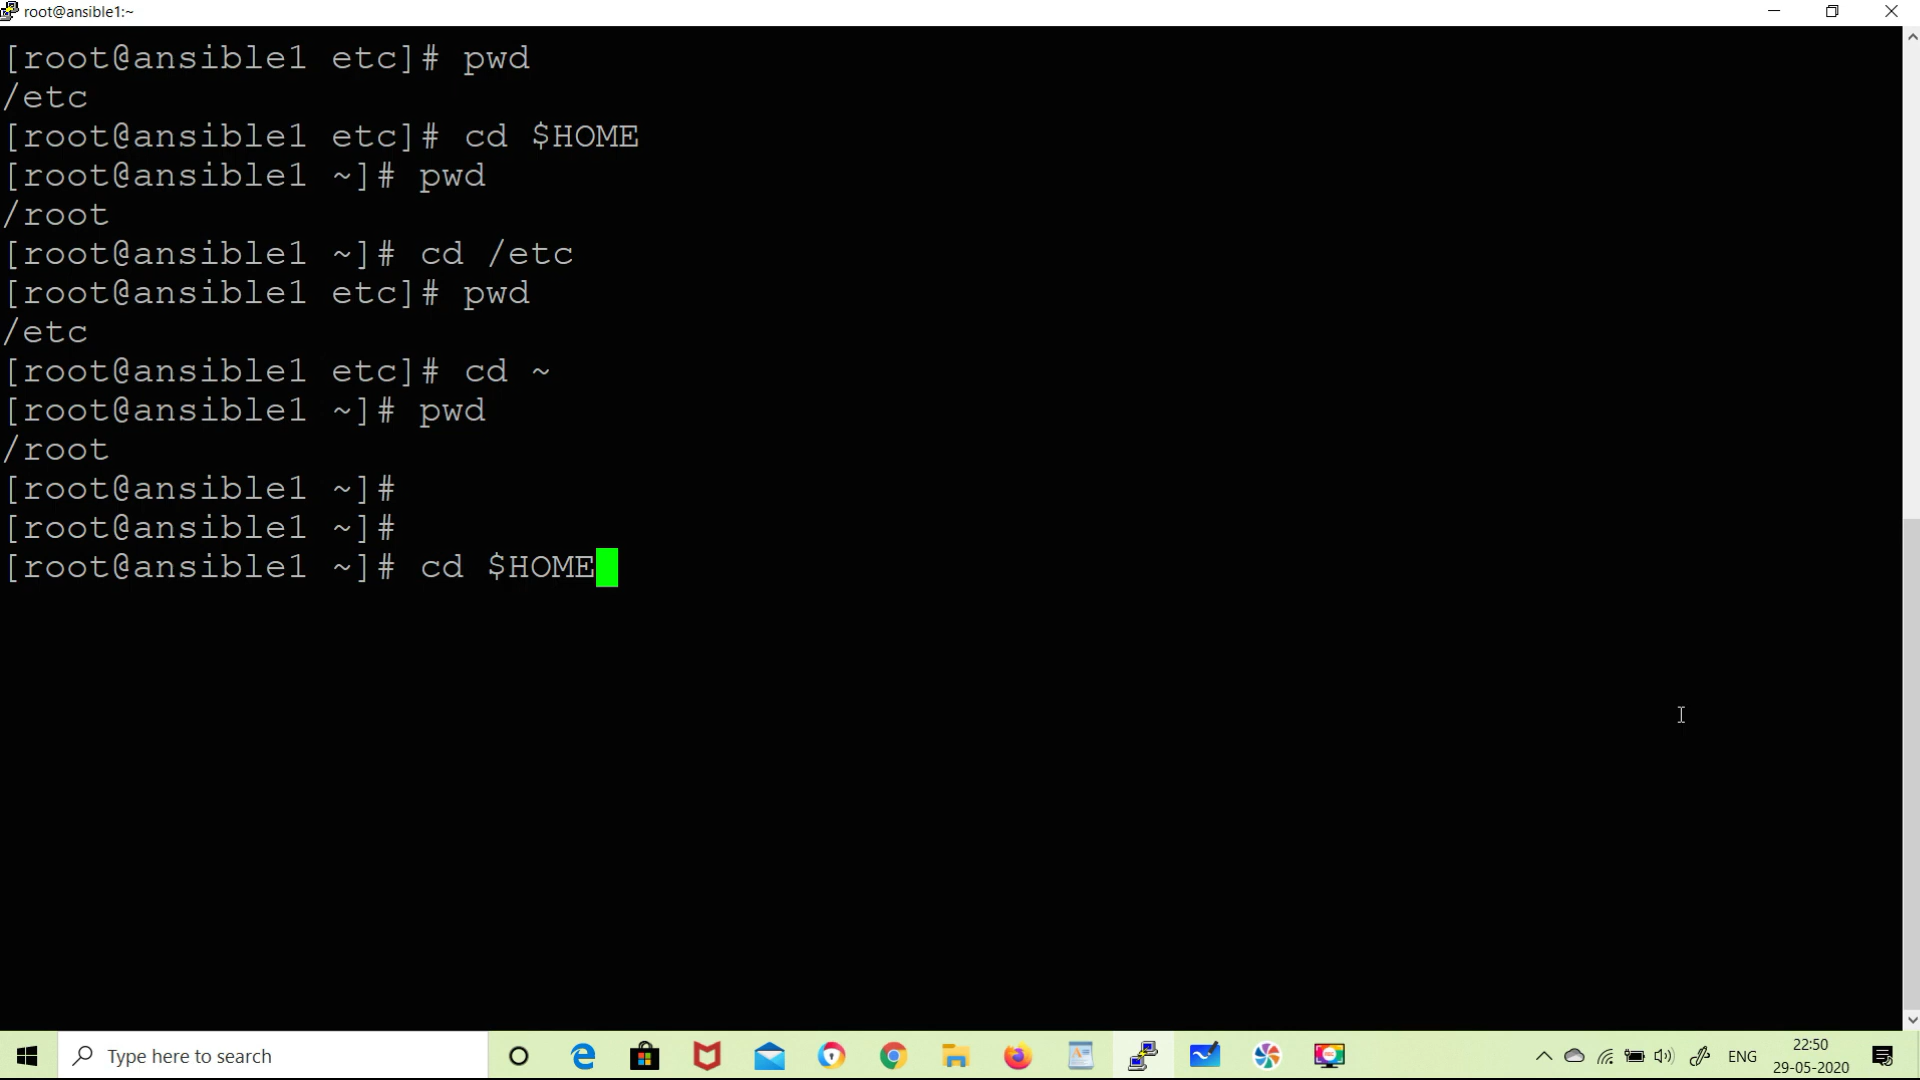 root@ansible1:~
[root@ansible1 etc]# pwd
/etc
[root@ansible1 etc]# cd $HOME
[root@ansible1 ~]# pwd
/root
[root@ansible1 ~]# cd /etc
[root@ansible1 etc]# pwd
/etc
[root@ansible1 etc]# cd ~
[root@ansible1 ~]# pwd
/root
[root@ansible1 ~]#
[root@ansible1 ~]#
[root@ansible1 ~]# cd $HOME
Type here to search
ENG
22:50
29-05-2020